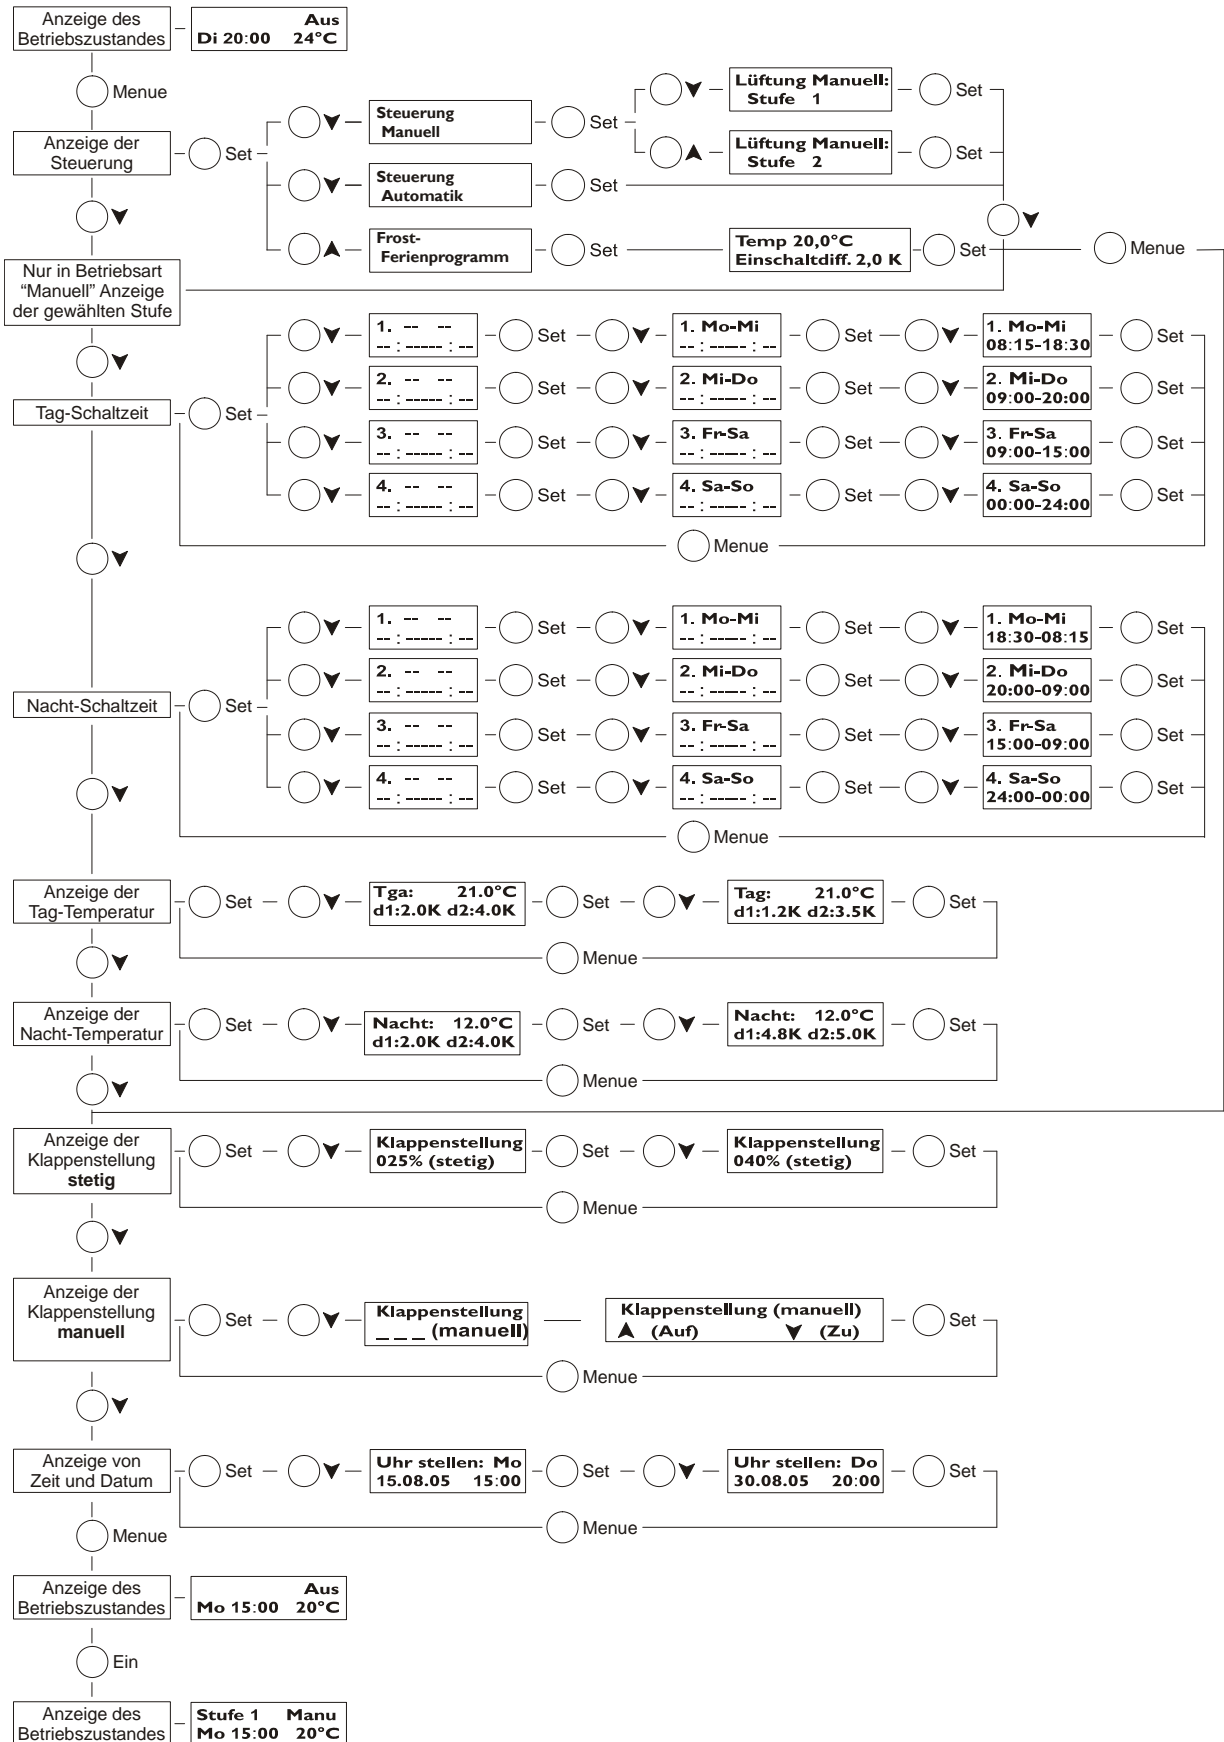 Anzeige des
Betriebszustandes
Aus
Di 20:00 24°C
Menue
Anzeige der
Steuerung
Set
Steuerung
Manuell
Set
Lüftung Manuell:
Stufe 1
Set
Lüftung Manuell:
Stufe 2
Set
Steuerung
Automatik
Set
Frost-
Ferienprogramm
Set
Temp 20,0°C
Einschaltdiff. 2,0 K
Set
Menue
Nur in Betriebsart
“Manuell” Anzeige
der gewählten Stufe
Tag-Schaltzeit
Set
1. -- --
-- : ----- : --
Set
1. Mo-Mi
-- : ----- : --
Set
1. Mo-Mi
08:15-18:30
Set
2. -- --
-- : ----- : --
Set
2. Mi-Do
-- : ----- : --
Set
2. Mi-Do
09:00-20:00
Set
3. -- --
-- : ----- : --
Set
3. Fr-Sa
-- : ----- : --
Set
3. Fr-Sa
09:00-15:00
Set
4. -- --
-- : ----- : --
Set
4. Sa-So
-- : ----- : --
Set
4. Sa-So
00:00-24:00
Set
Menue
Nacht-Schaltzeit
Set
1. -- --
-- : ----- : --
Set
1. Mo-Mi
-- : ----- : --
Set
1. Mo-Mi
18:30-08:15
Set
2. -- --
-- : ----- : --
Set
2. Mi-Do
-- : ----- : --
Set
2. Mi-Do
20:00-09:00
Set
3. -- --
-- : ----- : --
Set
3. Fr-Sa
-- : ----- : --
Set
3. Fr-Sa
15:00-09:00
Set
4. -- --
-- : ----- : --
Set
4. Sa-So
-- : ----- : --
Set
4. Sa-So
24:00-00:00
Set
Menue
Anzeige der
Tag-Temperatur
Set
Tga: 21.0°C
d1:2.0K d2:4.0K
Set
Tag: 21.0°C
d1:1.2K d2:3.5K
Set
Menue
Anzeige der
Nacht-Temperatur
Set
Nacht: 12.0°C
d1:2.0K d2:4.0K
Set
Nacht: 12.0°C
d1:4.8K d2:5.0K
Set
Menue
Anzeige der
Klappenstellung
stetig
Set
Klappenstellung
025% (stetig)
Set
Klappenstellung
040% (stetig)
Set
Menue
Anzeige der
Klappenstellung
manuell
Set
Klappenstellung
_ _ _ (manuell)
Klappenstellung (manuell)
(Auf) (Zu)
Set
Menue
Anzeige von
Zeit und Datum
Set
Uhr stellen: Mo
15.08.05 15:00
Set
Uhr stellen: Do
30.08.05 20:00
Set
Menue
Menue
Anzeige des
Betriebszustandes
Aus
Mo 15:00 20°C
Ein
Anzeige des
Betriebszustandes
Stufe 1 Manu
Mo 15:00 20°C